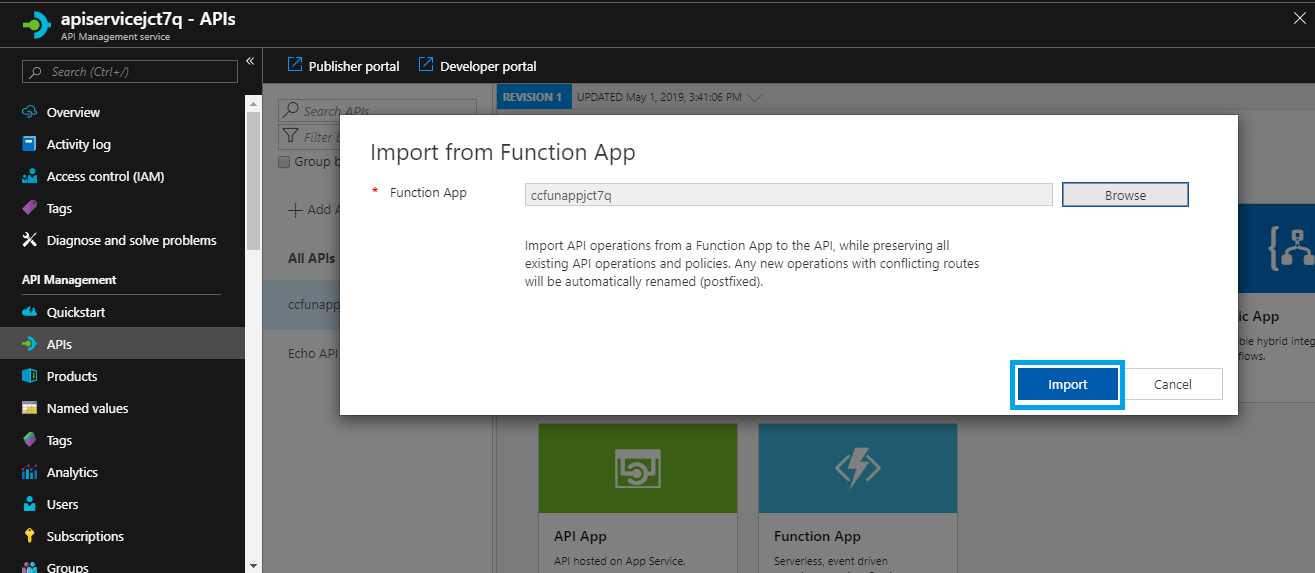 apiservicejct7q - APIs
API Management service
Search (Ctrl+/)
Overview
Activity log
Access control (IAM)
Tags
Diagnose and solve problems
API Management
Quickstart
APIs
Products
Named values
Tags
Analytics
Users
Subscriptions
Groups
Publisher portal
Developer portal
Search APIs
Filter
Group
Add
All APIs
ccfunapp
Echo API
REVISION 1
UPDATED May 1, 2019, 3:41:06 PM
Import from Function App
* Function App
ccfunappjct7q
Browse
Import API operations from a Function App to the API, while preserving all
existing API operations and policies. Any new operations with conflicting routes
will be automatically renamed (postfixed).
Import
Cancel
ic App
ble hybrid integ
flows.
API App
API hosted on App Service.
Function App
Serverless, event driven